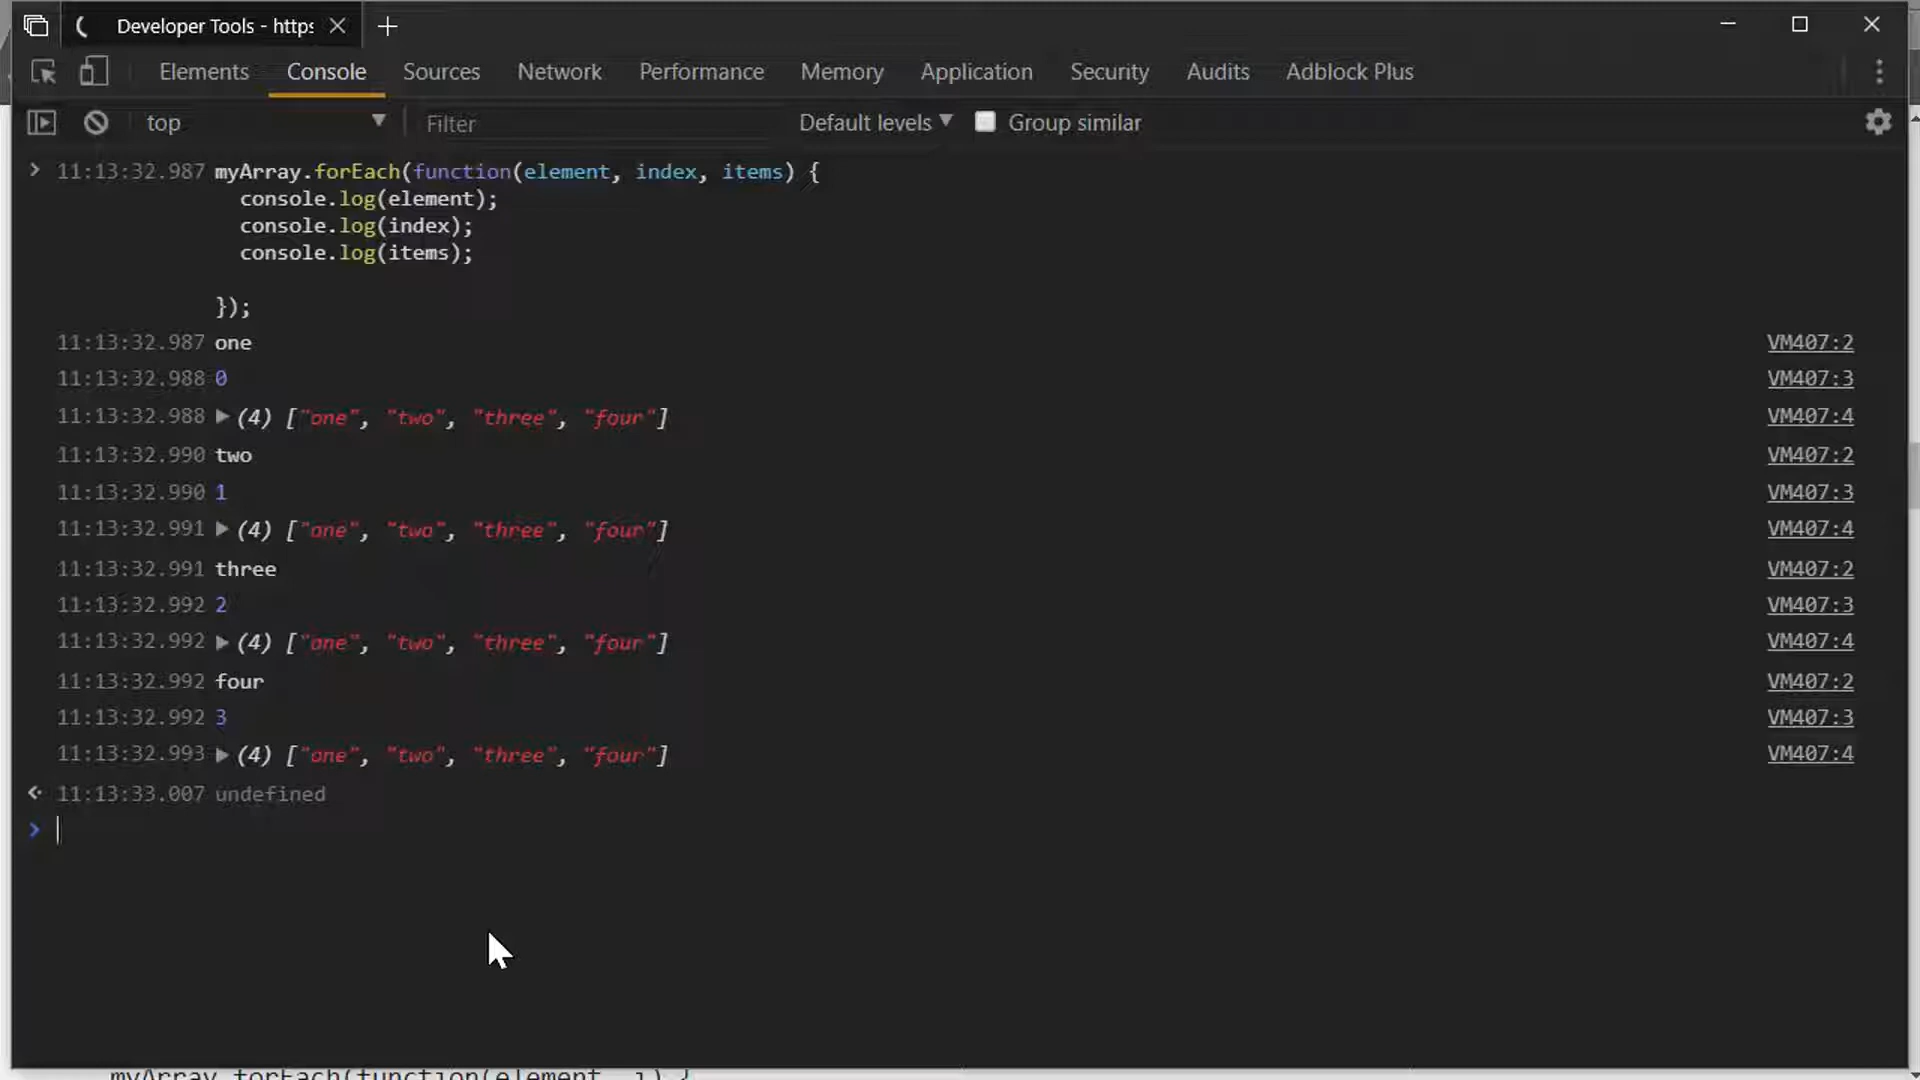 Developer Tools - https
Elements Console Sources Network Performance Memory Application Security Audits Adblock Plus
top Filter Default levels Group similar
11:13:32.987 myArray.forEach(function(element, index, items) {
console.log(element);
console.log(index);
console.log(items);
});
11:13:32.987 one VM407:2
11:13:32.988 0 VM407:3
11:13:32.988 (4) ["one", "two", "three", "four"] VM407:4
11:13:32.990 two VM407:2
11:13:32.990 1 VM407:3
11:13:32.991 (4) ["one", "two", "three", "four"] VM407:4
11:13:32.991 three VM407:2
11:13:32.992 2 VM407:3
11:13:32.992 (4) ["one", "two", "three", "four"] VM407:4
11:13:32.992 four VM407:2
11:13:32.992 3 VM407:3
11:13:32.993 (4) ["one", "two", "three", "four"] VM407:4
11:13:33.007 undefined
myArray.forEach(function(element, i) {